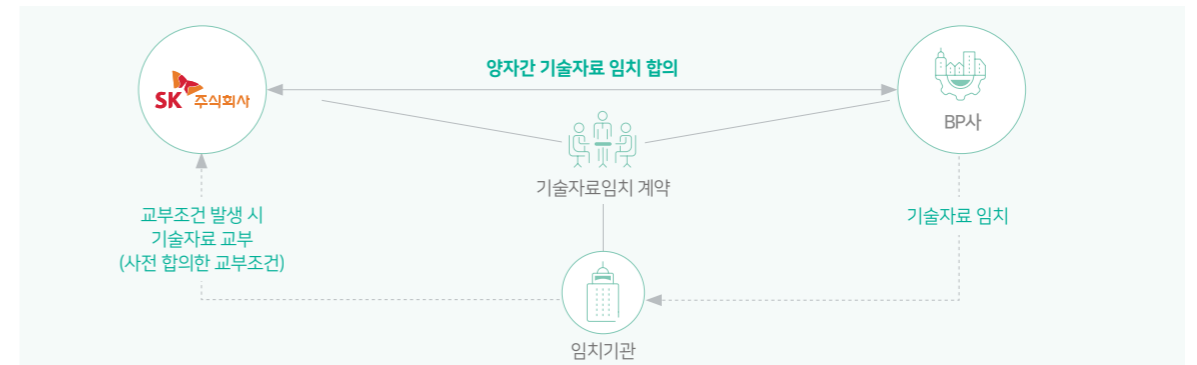 양자간 기술자료 임치 합의
SK 주식회사
BP사
기술자료임치 계약
교부조건 발생 시
기술자료 교부
(사전 합의한 교부조건)
기술자료 임치
임치기관